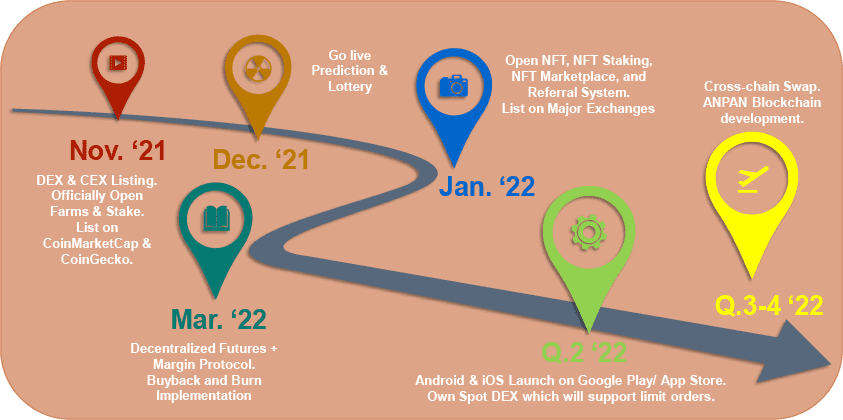 Nov. ‘21
DEX & CEX Listing.
Officially Open
Farms & Stake.
List on
CoinMarketCap &
CoinGecko.
Dec. ‘21
Go live
Prediction &
Lottery
Jan. ‘22
Open NFT, NFT Staking,
NFT Marketplace, and
Referral System.
List on Major Exchanges
Mar. ‘22
Decentralized Futures +
Margin Protocol.
Buyback and Burn
Implementation
Q.2 ‘22
Android & iOS Launch on Google Play/ App Store.
Own Spot DEX which will support limit orders.
Cross-chain Swap.
ANPAN Blockchain
development.
Q.3-4 ‘22